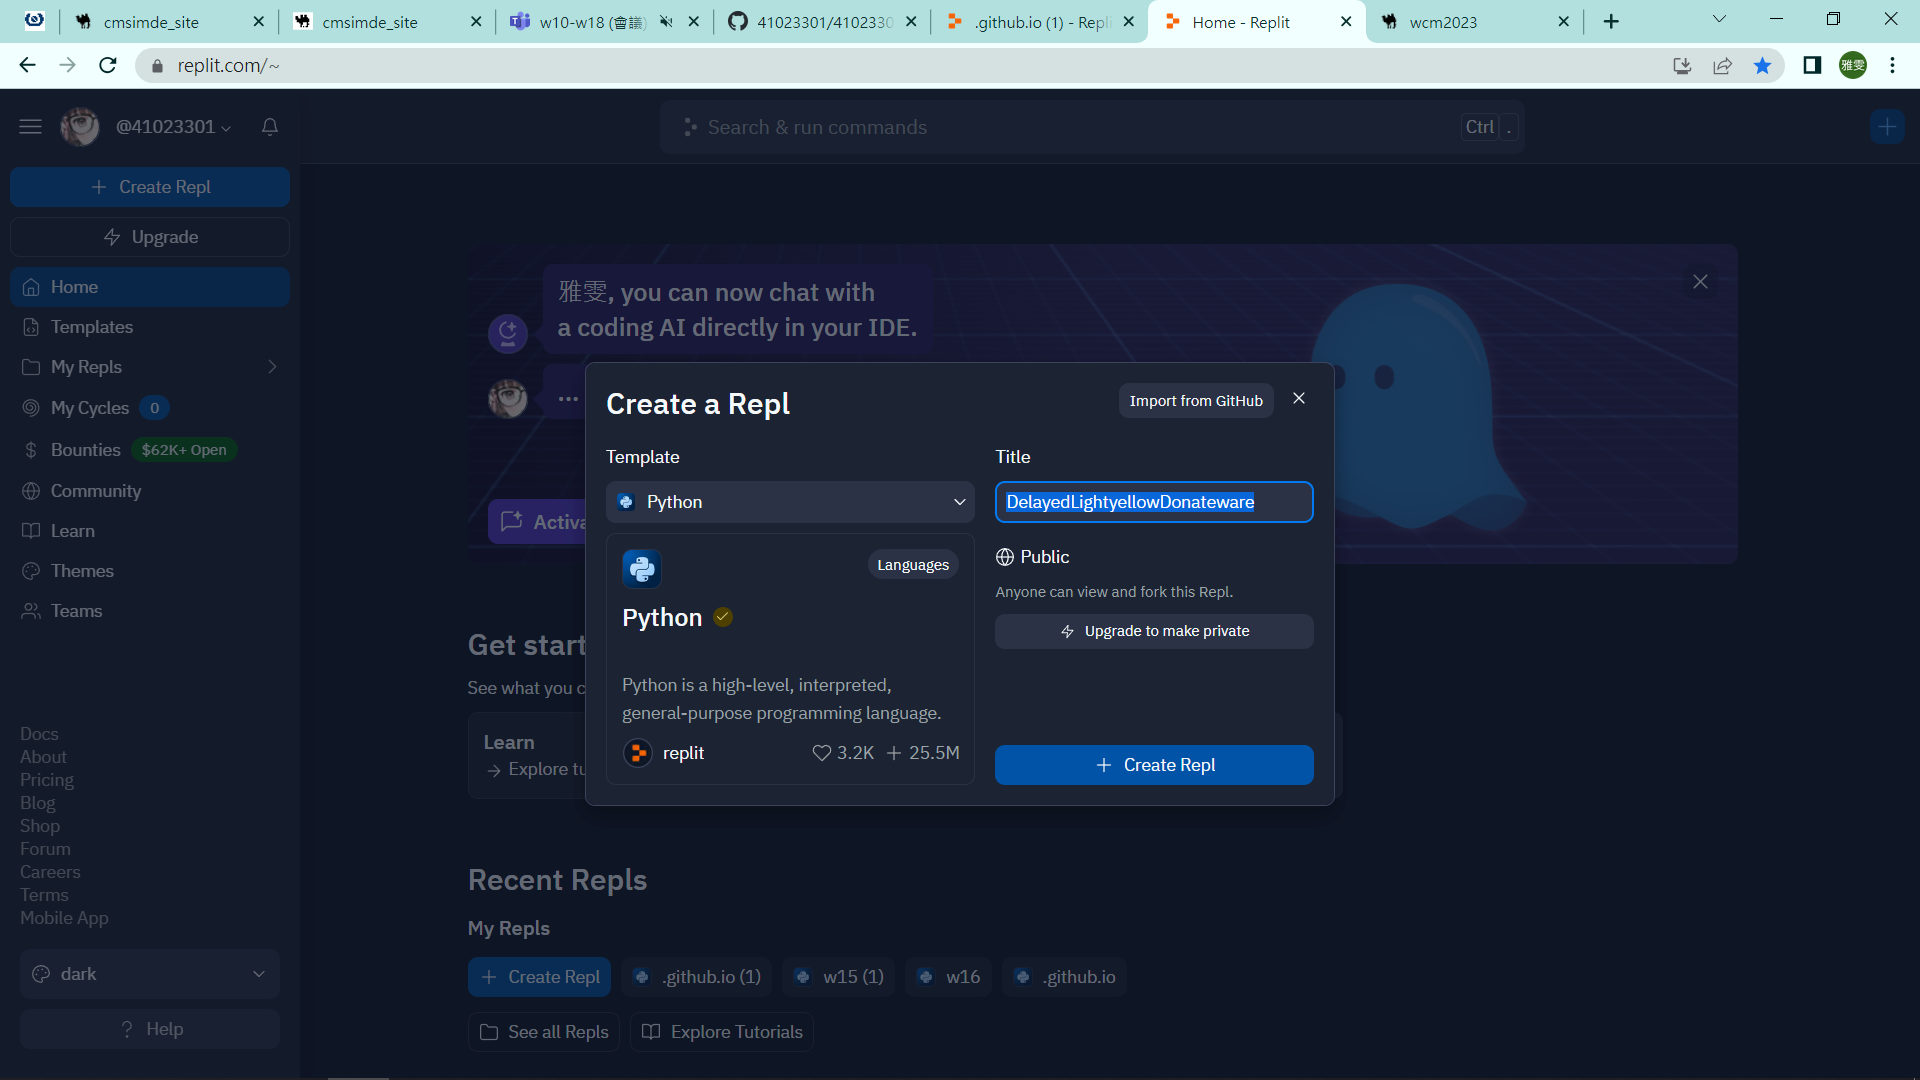 cmsimde_site
cmsimde_site
w10-w18 (會議)
41023301/4102330
.github.io (1) - Repli
Home - Replit
wcm2023
replit.com/~
雅雯
@41023301
Search & run commands
Ctrl .
Create Repl
Upgrade
Home
Templates
My Repls
My Cycles 0
Bounties $62K+ Open
Community
Learn
Themes
Teams
Docs
About
Pricing
Blog
Shop
Forum
Careers
Terms
Mobile App
dark
? Help
雅雯, you can now chat with
a coding AI directly in your IDE.
...
Activa
Create a Repl
Import from GitHub
Template
Python
Languages
Python
Python is a high-level, interpreted,
general-purpose programming language.
replit
3.2K
25.5M
Title
DelayedLightyellowDonateware
Public
Anyone can view and fork this Repl.
Upgrade to make private
+ Create Repl
Get start
See what you c
Learn
→ Explore tu
Recent Repls
My Repls
+ Create Repl
.github.io (1)
w15 (1)
w16
.github.io
See all Repls
Explore Tutorials